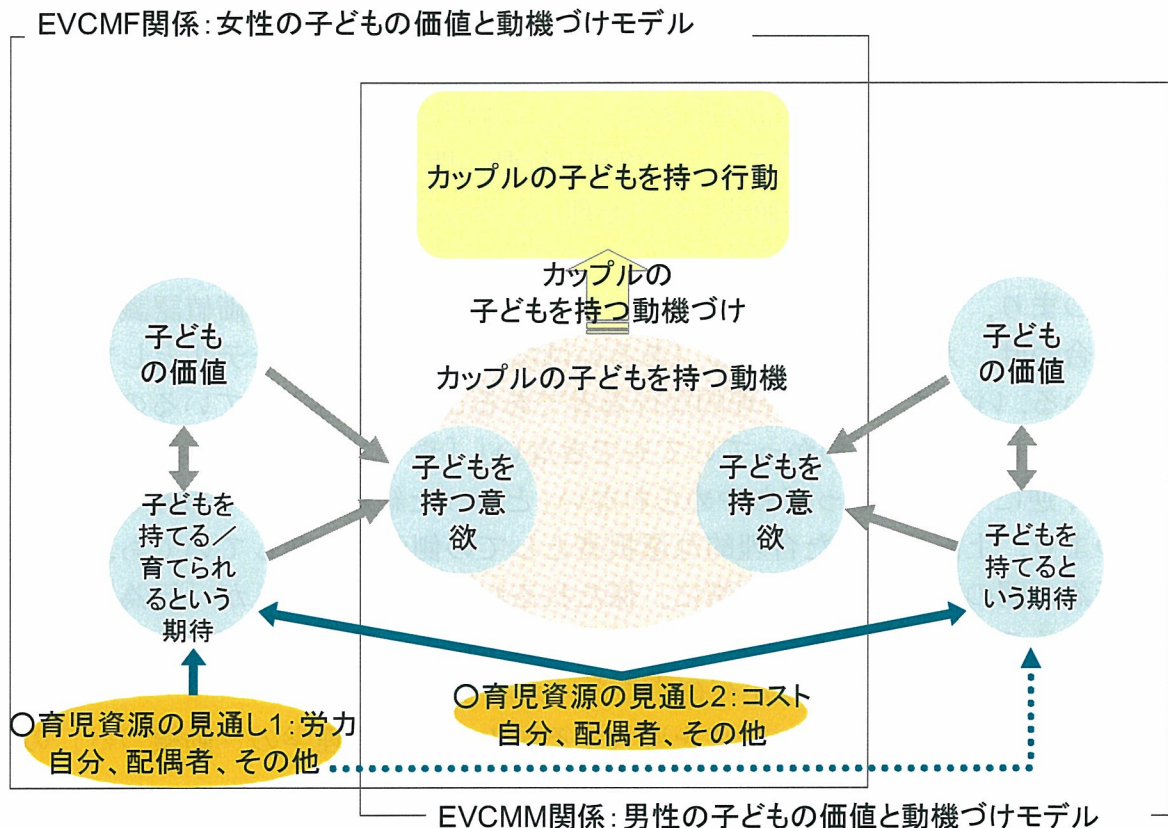 EVCMF関係：女性の子どもの価値と動機づけモデル
カップルの子どもを持つ行動
カップルの
子どもを持つ動機づけ
カップルの子どもを持つ動機
子ども
の価値
子どもを
持つ意
欲
子どもを
持てる／
育てられ
るという
期待
子どもを
持つ意
欲
子ども
の価値
子どもを
持てると
いう期待
○育児資源の見通し1：労力
自分、配偶者、その他
○育児資源の見通し2：コスト
自分、配偶者、その他
EVCMM関係：男性の子どもの価値と動機づけモデル